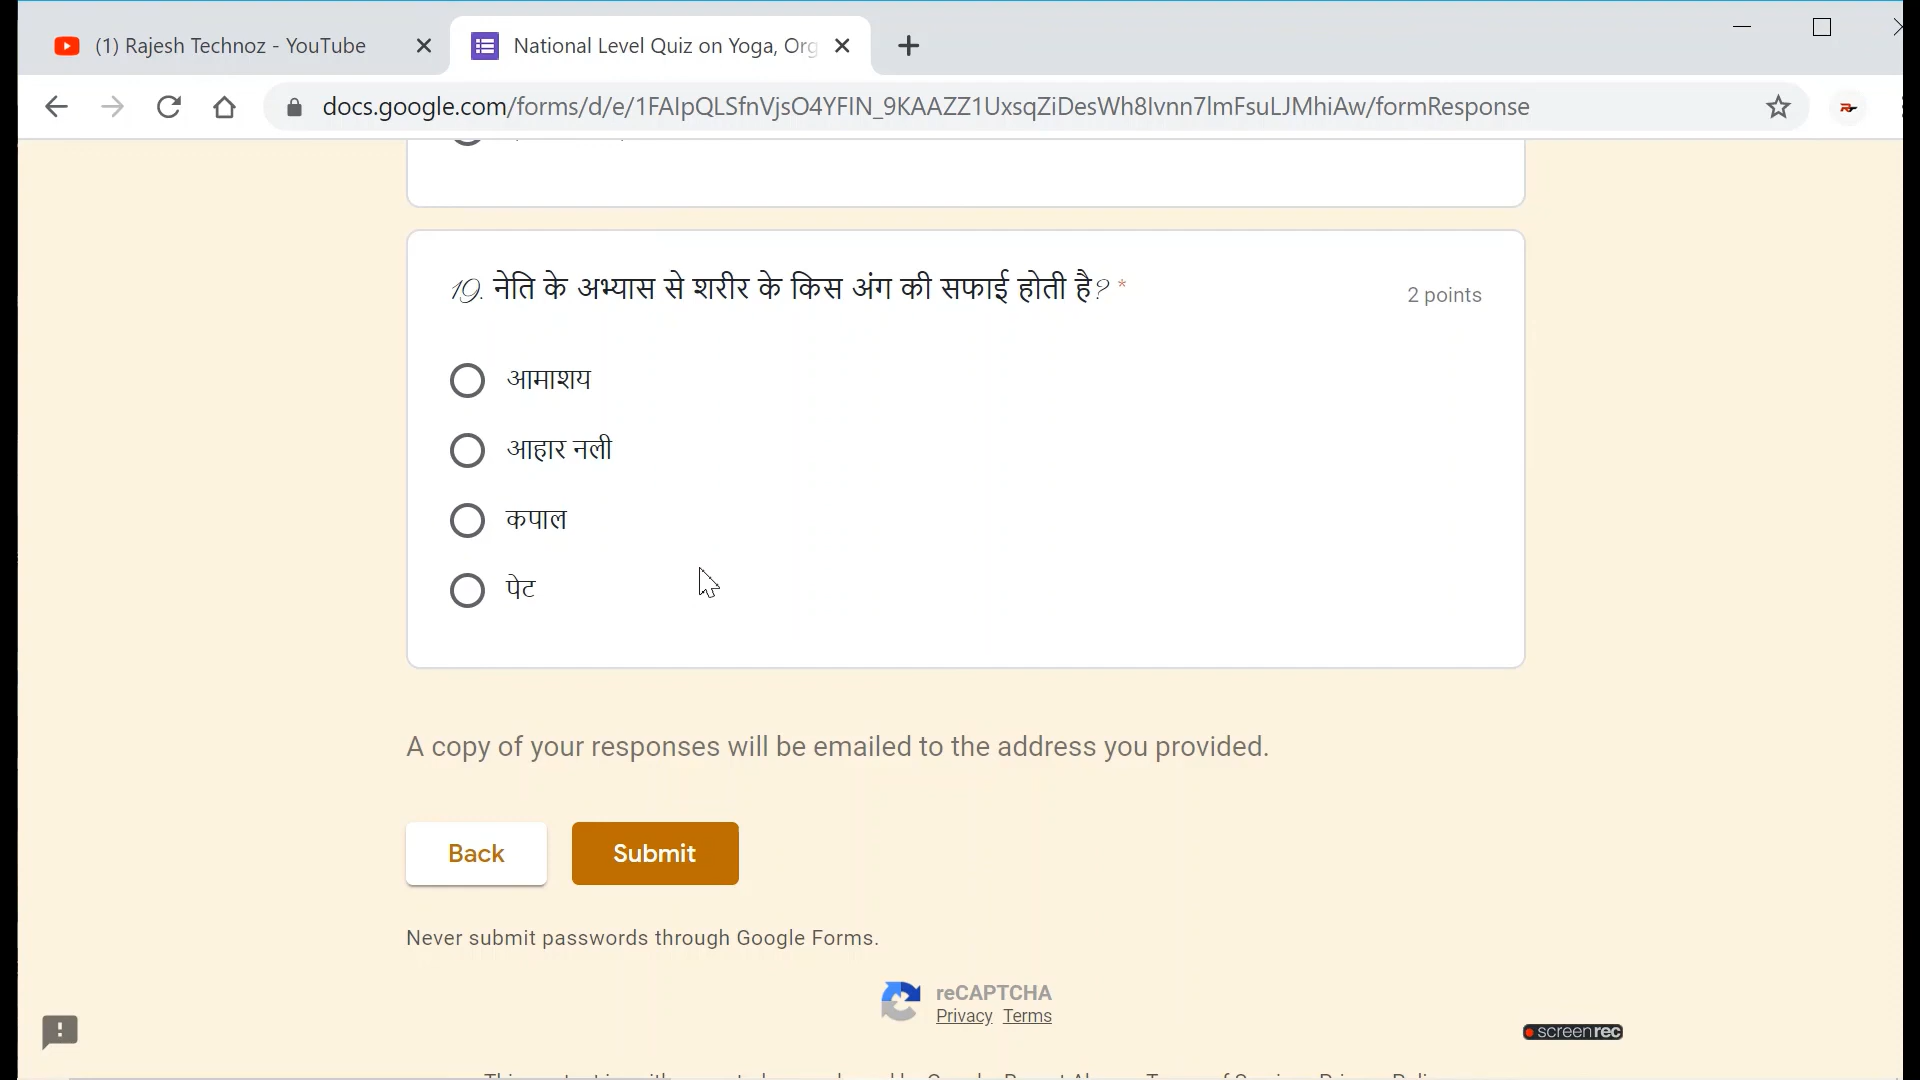 (1) Rajesh Technoz - YouTube
National Level Quiz on Yoga, Org
docs.google.com/forms/d/e/1FAIpQLSfnVjsO4YFIN_9KAAZZ1UxsqZiDesWh8Ivnn7lmFsuLJMhiAw/formResponse
19. नेति के अभ्यास से शरीर के किस अंग की सफाई होती है? *
2 points
आमाशय
आहार नली
कपाल
पेट
A copy of your responses will be emailed to the address you provided.
Back
Submit
Never submit passwords through Google Forms.
reCAPTCHA
Privacy Terms
screenrec